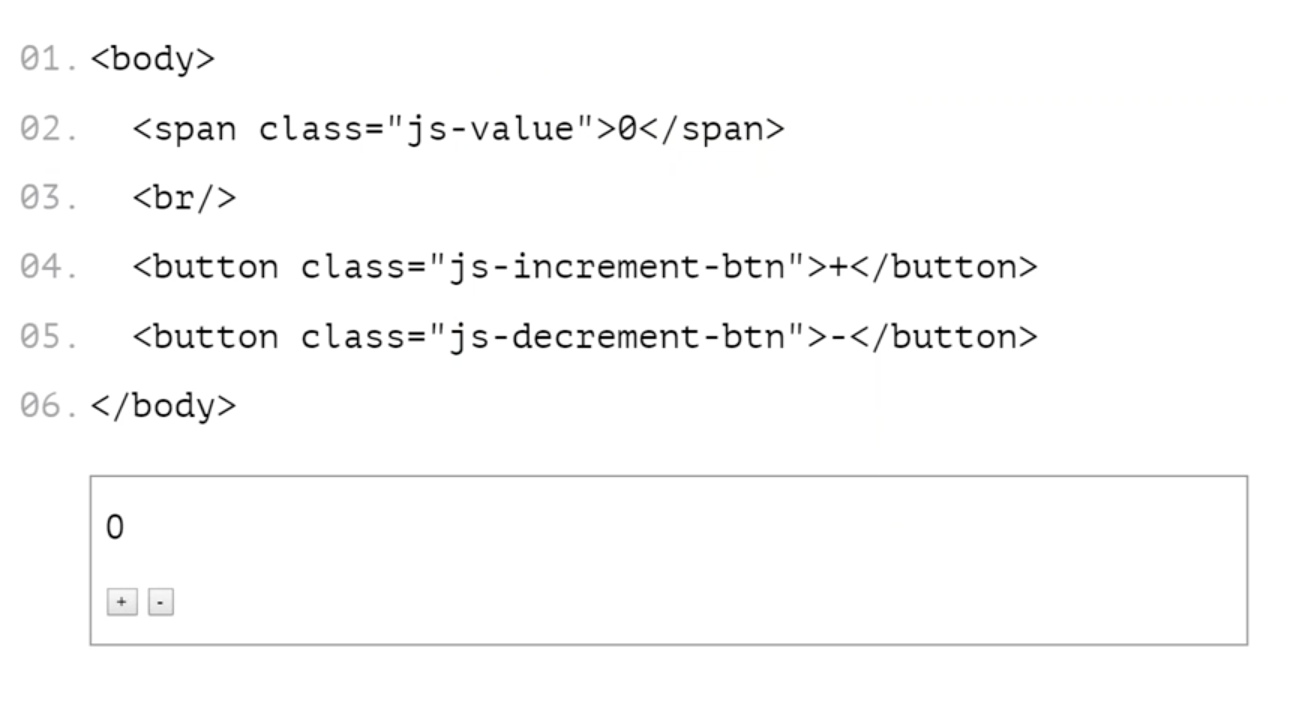 01. <body>
02.   <span class="js-value">0</span>
03.   <br/>
04.   <button class="js-increment-btn">+</button>
05.   <button class="js-decrement-btn">-</button>
06. </body>
0
+ -